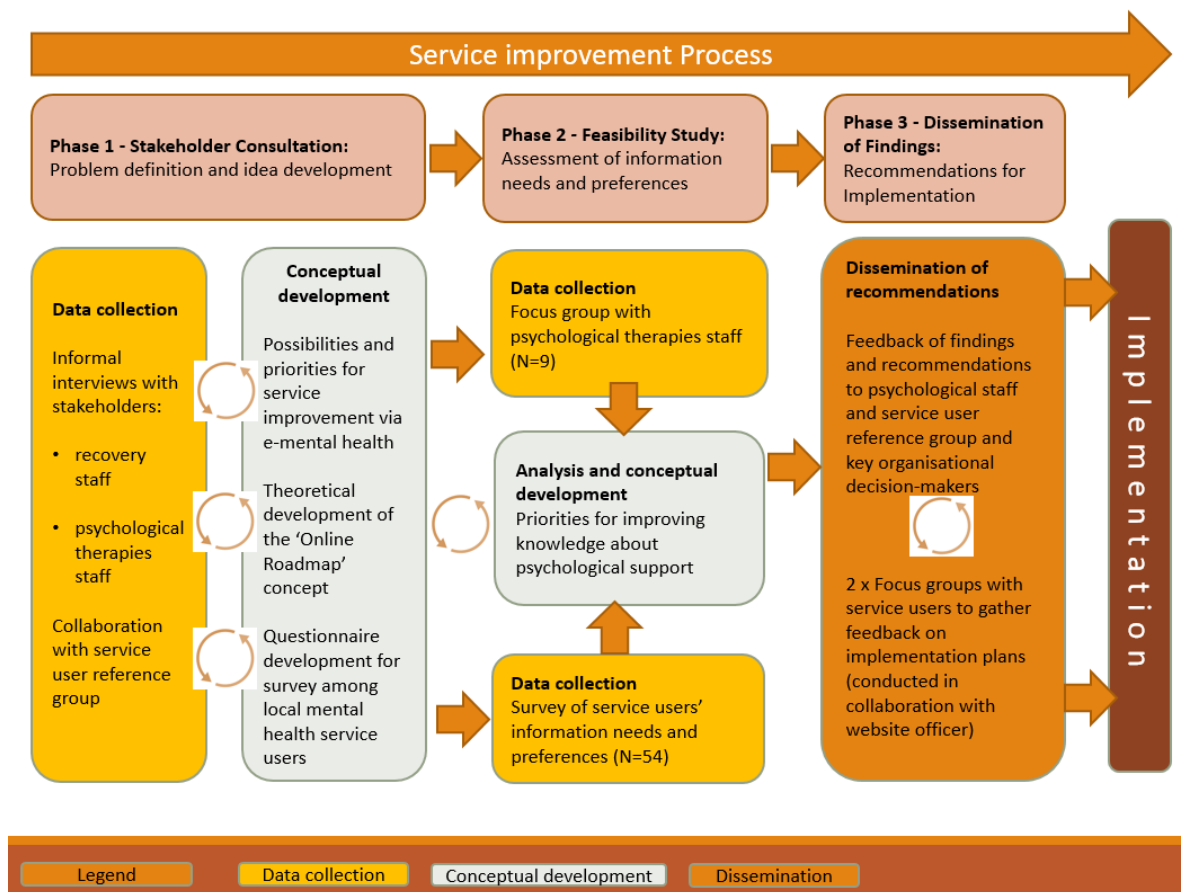 Service improvement Process
Phase 1 - Stakeholder Consultation:
Problem definition and idea development
Phase 2 - Feasibility Study:
Assessment of information
needs and preferences
Phase 3 - Dissemination
of Findings:
Recommendations for
Implementation
Data collection
Informal
interviews with
stakeholders:
• recovery
staff
• psychological
therapies
staff
Collaboration
with service
user reference
group
Conceptual
development
Possibilities and
priorities for
service
improvement via
e-mental health
Theoretical
development of
the ‘Online
Roadmap’
concept
Questionnaire
development for
survey among
local mental
health service
users
Data collection
Focus group with
psychological therapies staff
(N=9)
Analysis and conceptual
development
Priorities for improving
knowledge about
psychological support
Data collection
Survey of service users’
information needs and
preferences (N=54)
Dissemination of
recommendations
Feedback of findings
and recommendations
to psychological staff
and service user
reference group and
key organisational
decision-makers
2 x Focus groups with
service users to gather
feedback on
implementation plans
(conducted in
collaboration with
website officer)
Implementation
Legend
Data collection
Conceptual development
Dissemination